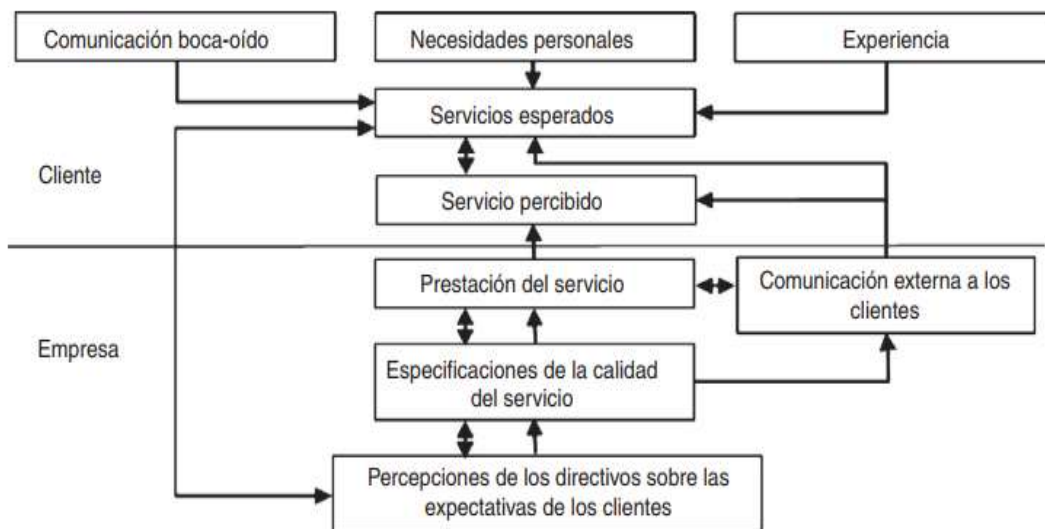 Comunicación boca-oído
Necesidades personales
Experiencia
Servicios esperados
Cliente
Servicio percibido
Prestación del servicio
Comunicación externa a los
clientes
Empresa
Especificaciones de la calidad
del servicio
Percepciones de los directivos sobre las
expectativas de los clientes